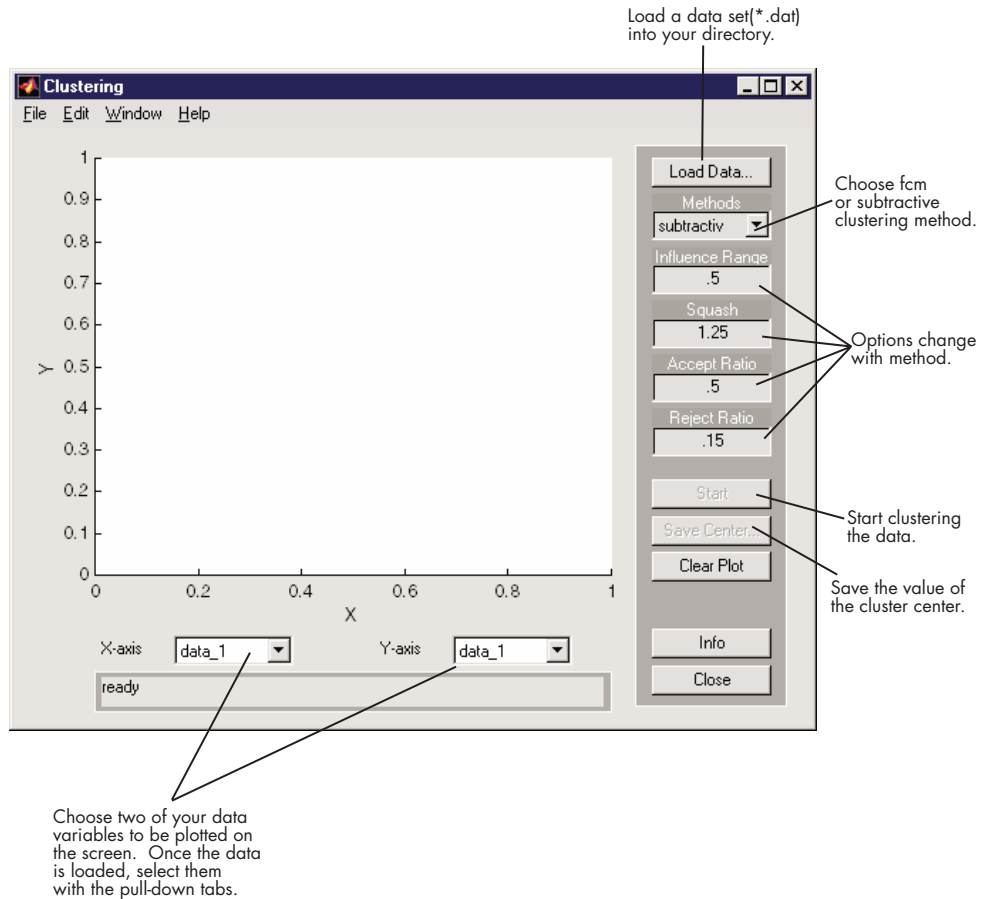 Load a data set(*.dat)
into your directory.
Clustering
File Edit Window Help
1
0.9
0.8
0.7
0.6
0.5
0.4
0.3
0.2
0.1
0
Y
0 0.2 0.4 0.6 0.8 1
X
X-axis data_1 Y-axis data_1
ready
Load Data...
Methods
subtractiv
Influence Range
.5
Squash
1.25
Accept Ratio
.5
Reject Ratio
.15
Start
Save Center...
Clear Plot
Info
Close
Choose fcm
or subtractive
clustering method.
Options change
with method.
Start clustering
the data.
Save the value of
the cluster center.
Choose two of your data
variables to be plotted on
the screen. Once the data
is loaded, select them
with the pull-down tabs.